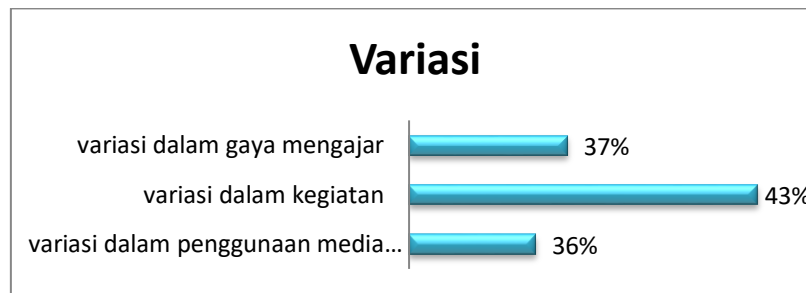 Variasi
variasi dalam gaya mengajar
37%
variasi dalam kegiatan
43%
variasi dalam penggunaan media…
36%